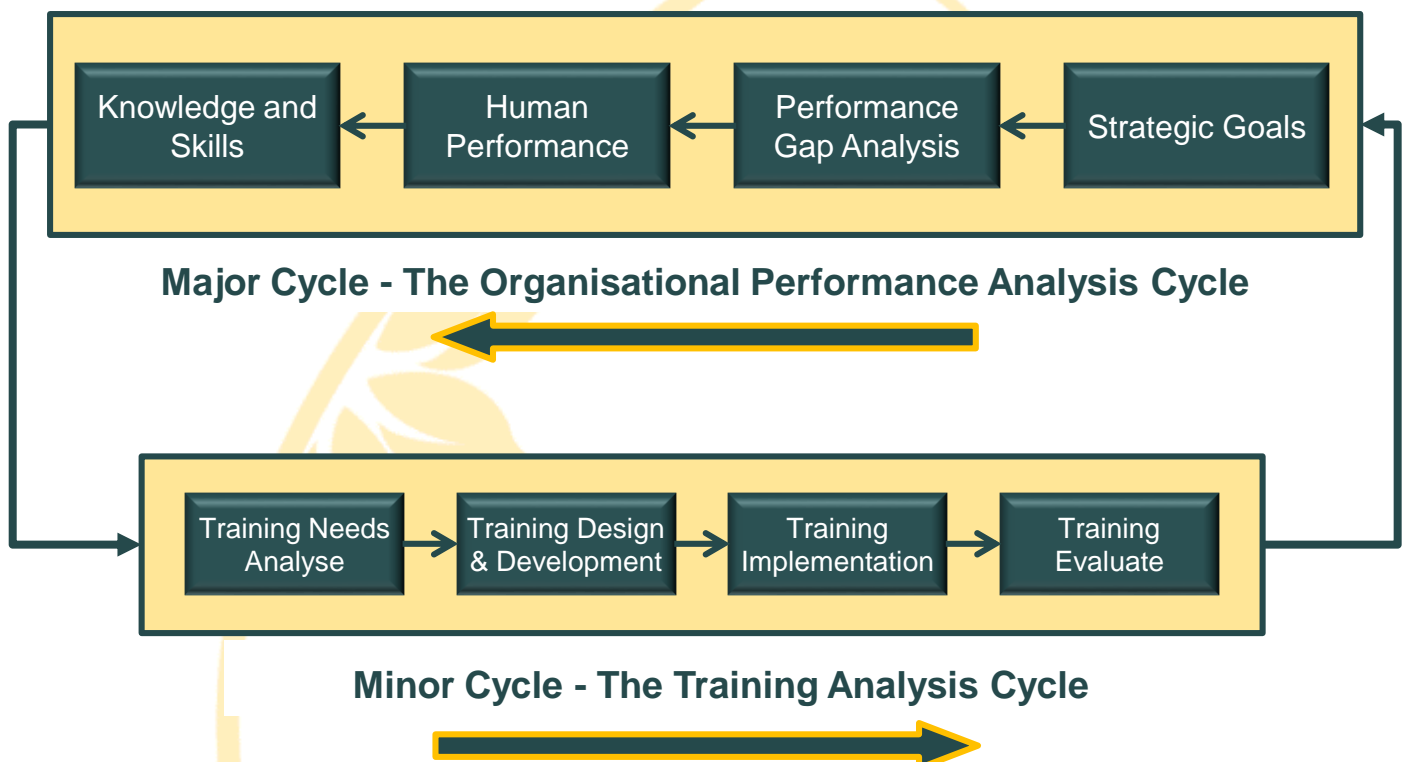 Knowledge and
Skills
Human
Performance
Performance
Gap Analysis
Strategic Goals
Major Cycle - The Organisational Performance Analysis Cycle
Training Needs
Analyse
Training Design
& Development
Training
Implementation
Training
Evaluate
Minor Cycle - The Training Analysis Cycle